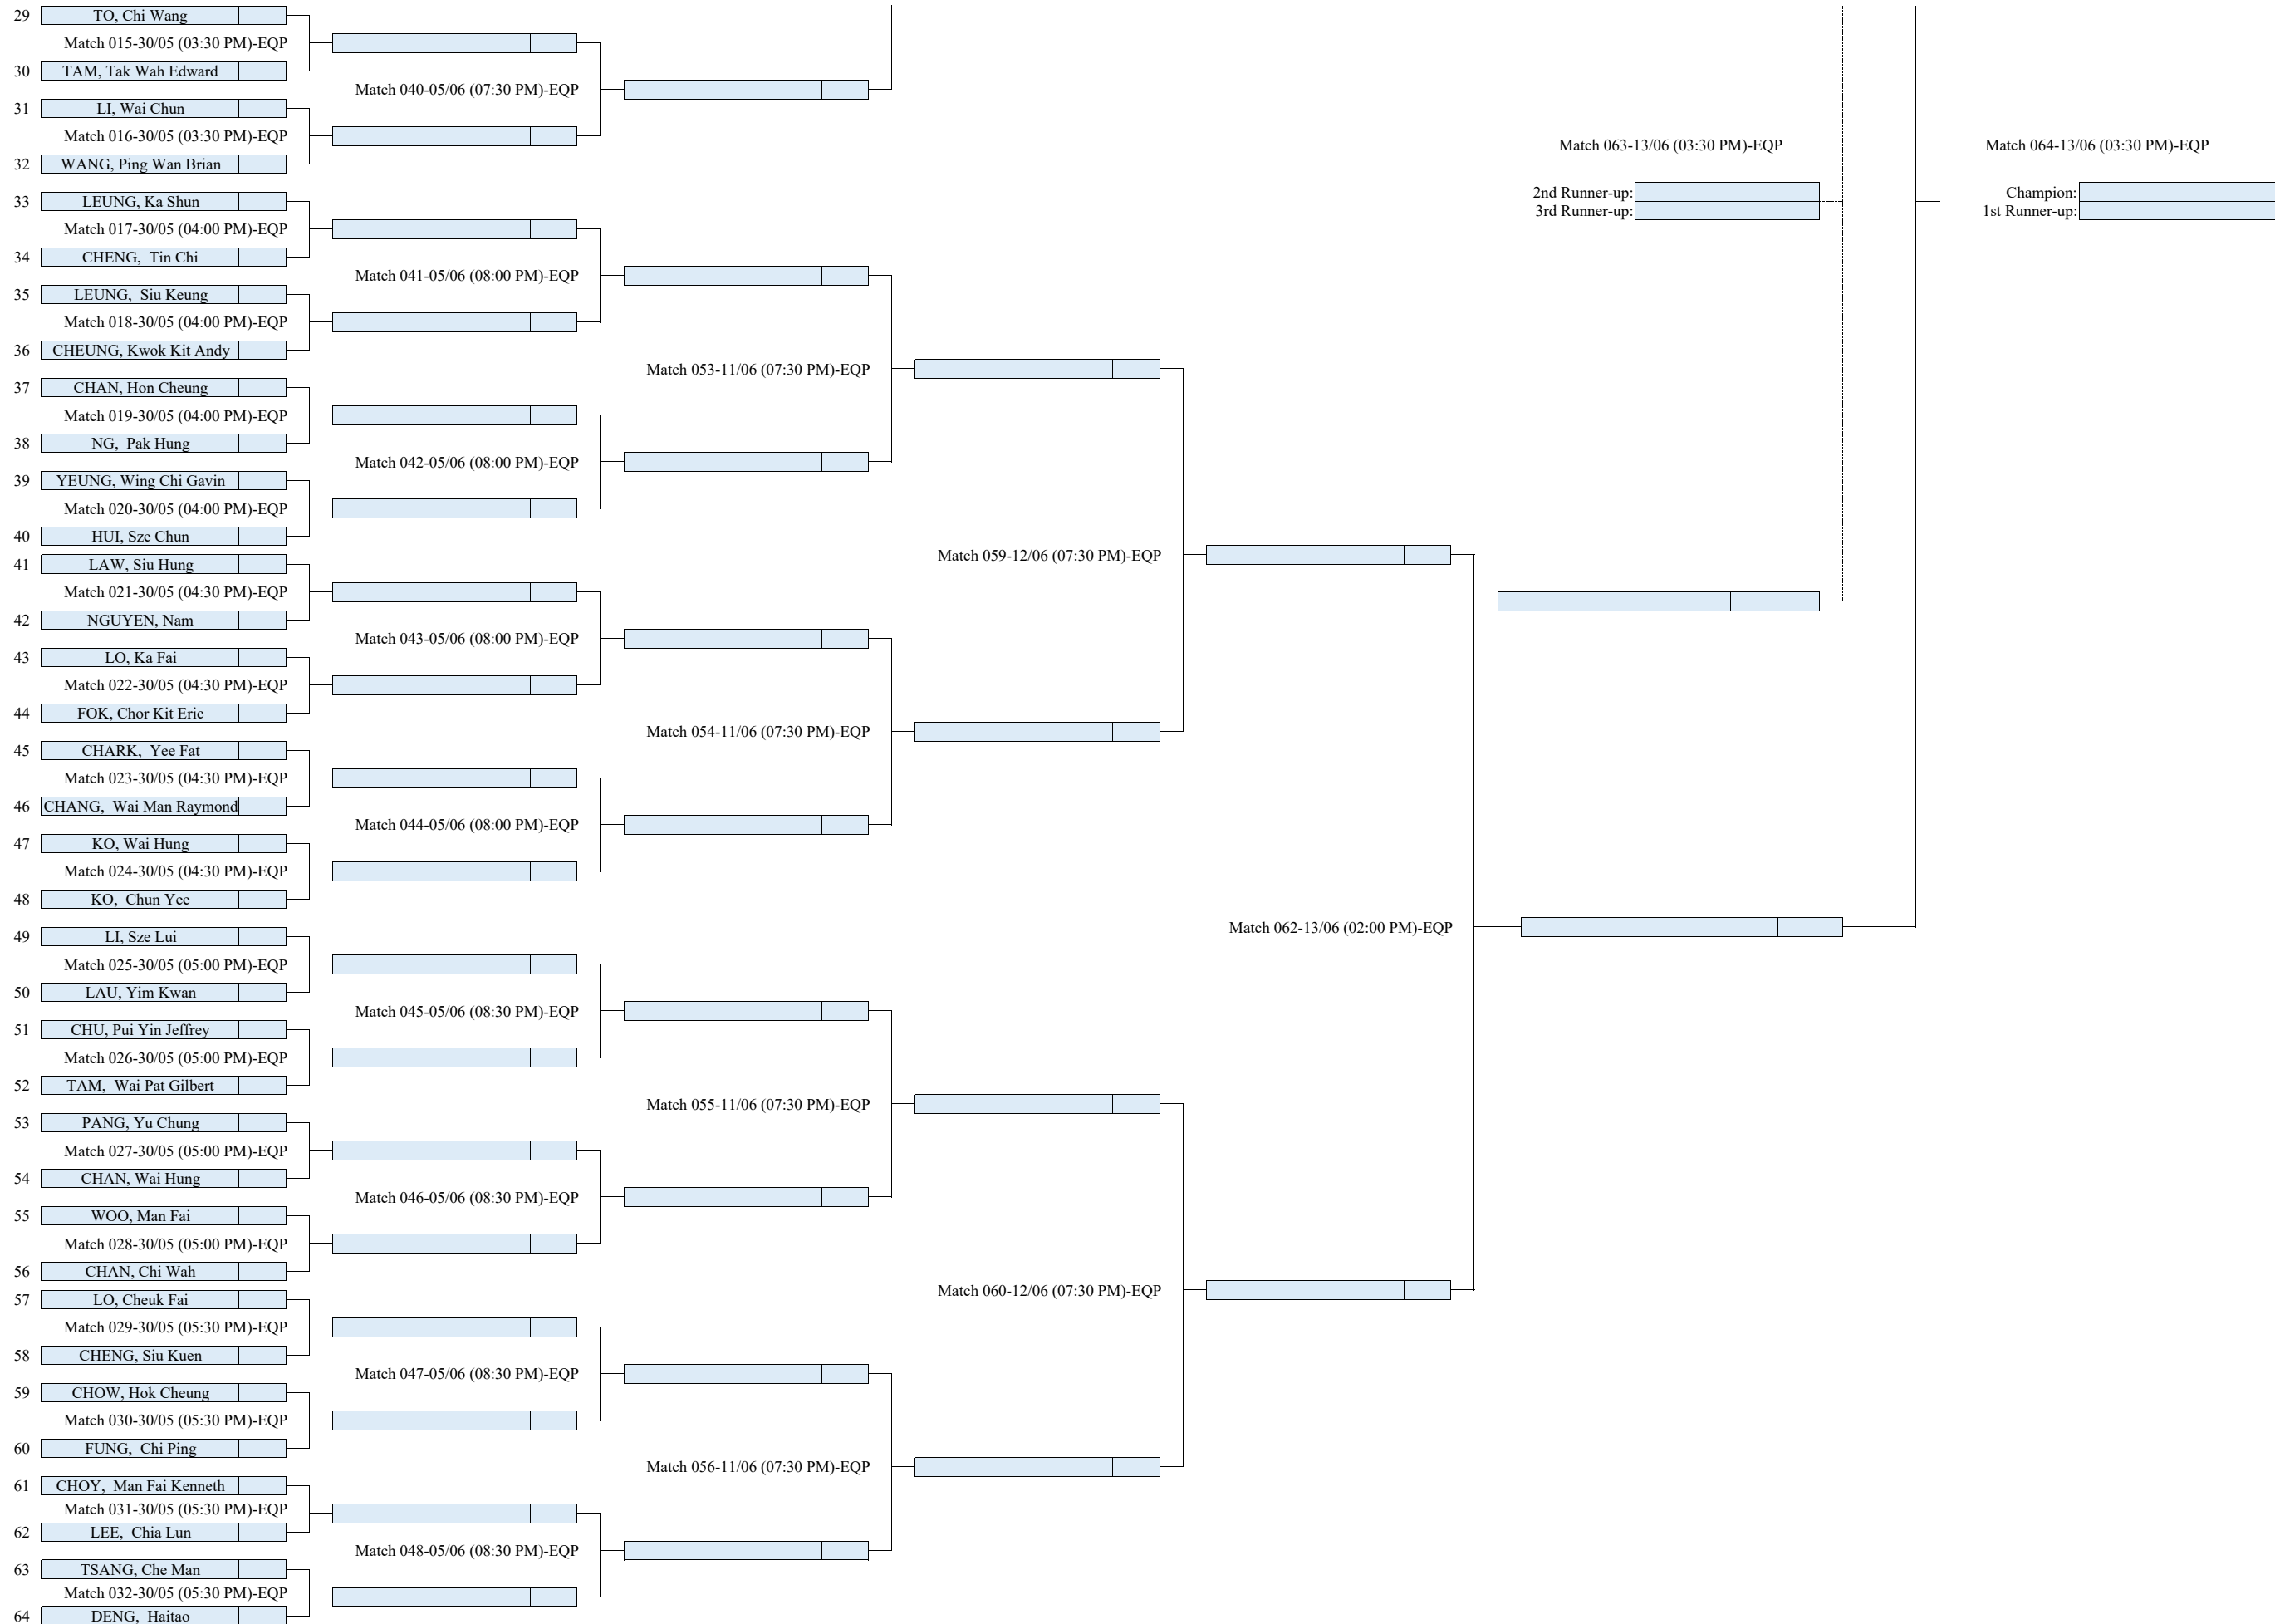 29 TO, Chi Wang
Match 015-30/05 (03:30 PM)-EQP
30 TAM, Tak Wah Edward
Match 040-05/06 (07:30 PM)-EQP
31 LI, Wai Chun
Match 016-30/05 (03:30 PM)-EQP
32 WANG, Ping Wan Brian
Match 063-13/06 (03:30 PM)-EQP
2nd Runner-up:
3rd Runner-up:
Match 064-13/06 (03:30 PM)-EQP
Champion:
1st Runner-up:
33 LEUNG, Ka Shun
Match 017-30/05 (04:00 PM)-EQP
34 CHENG, Tin Chi
Match 041-05/06 (08:00 PM)-EQP
35 LEUNG, Siu Keung
Match 018-30/05 (04:00 PM)-EQP
36 CHEUNG, Kwok Kit Andy
Match 053-11/06 (07:30 PM)-EQP
37 CHAN, Hon Cheung
Match 019-30/05 (04:00 PM)-EQP
38 NG, Pak Hung
Match 042-05/06 (08:00 PM)-EQP
39 YEUNG, Wing Chi Gavin
Match 020-30/05 (04:00 PM)-EQP
40 HUI, Sze Chun
Match 059-12/06 (07:30 PM)-EQP
41 LAW, Siu Hung
Match 021-30/05 (04:30 PM)-EQP
42 NGUYEN, Nam
Match 043-05/06 (08:00 PM)-EQP
43 LO, Ka Fai
Match 022-30/05 (04:30 PM)-EQP
44 FOK, Chor Kit Eric
Match 054-11/06 (07:30 PM)-EQP
45 CHARK, Yee Fat
Match 023-30/05 (04:30 PM)-EQP
46 CHANG, Wai Man Raymond
Match 044-05/06 (08:00 PM)-EQP
47 KO, Wai Hung
Match 024-30/05 (04:30 PM)-EQP
48 KO, Chun Yee
Match 062-13/06 (02:00 PM)-EQP
49 LI, Sze Lui
Match 025-30/05 (05:00 PM)-EQP
50 LAU, Yim Kwan
Match 045-05/06 (08:30 PM)-EQP
51 CHU, Pui Yin Jeffrey
Match 026-30/05 (05:00 PM)-EQP
52 TAM, Wai Pat Gilbert
Match 055-11/06 (07:30 PM)-EQP
53 PANG, Yu Chung
Match 027-30/05 (05:00 PM)-EQP
54 CHAN, Wai Hung
Match 046-05/06 (08:30 PM)-EQP
55 WOO, Man Fai
Match 028-30/05 (05:00 PM)-EQP
56 CHAN, Chi Wah
Match 060-12/06 (07:30 PM)-EQP
57 LO, Cheuk Fai
Match 029-30/05 (05:30 PM)-EQP
58 CHENG, Siu Kuen
Match 047-05/06 (08:30 PM)-EQP
59 CHOW, Hok Cheung
Match 030-30/05 (05:30 PM)-EQP
60 FUNG, Chi Ping
Match 056-11/06 (07:30 PM)-EQP
61 CHOY, Man Fai Kenneth
Match 031-30/05 (05:30 PM)-EQP
62 LEE, Chia Lun
Match 048-05/06 (08:30 PM)-EQP
63 TSANG, Che Man
Match 032-30/05 (05:30 PM)-EQP
64 DENG, Haitao